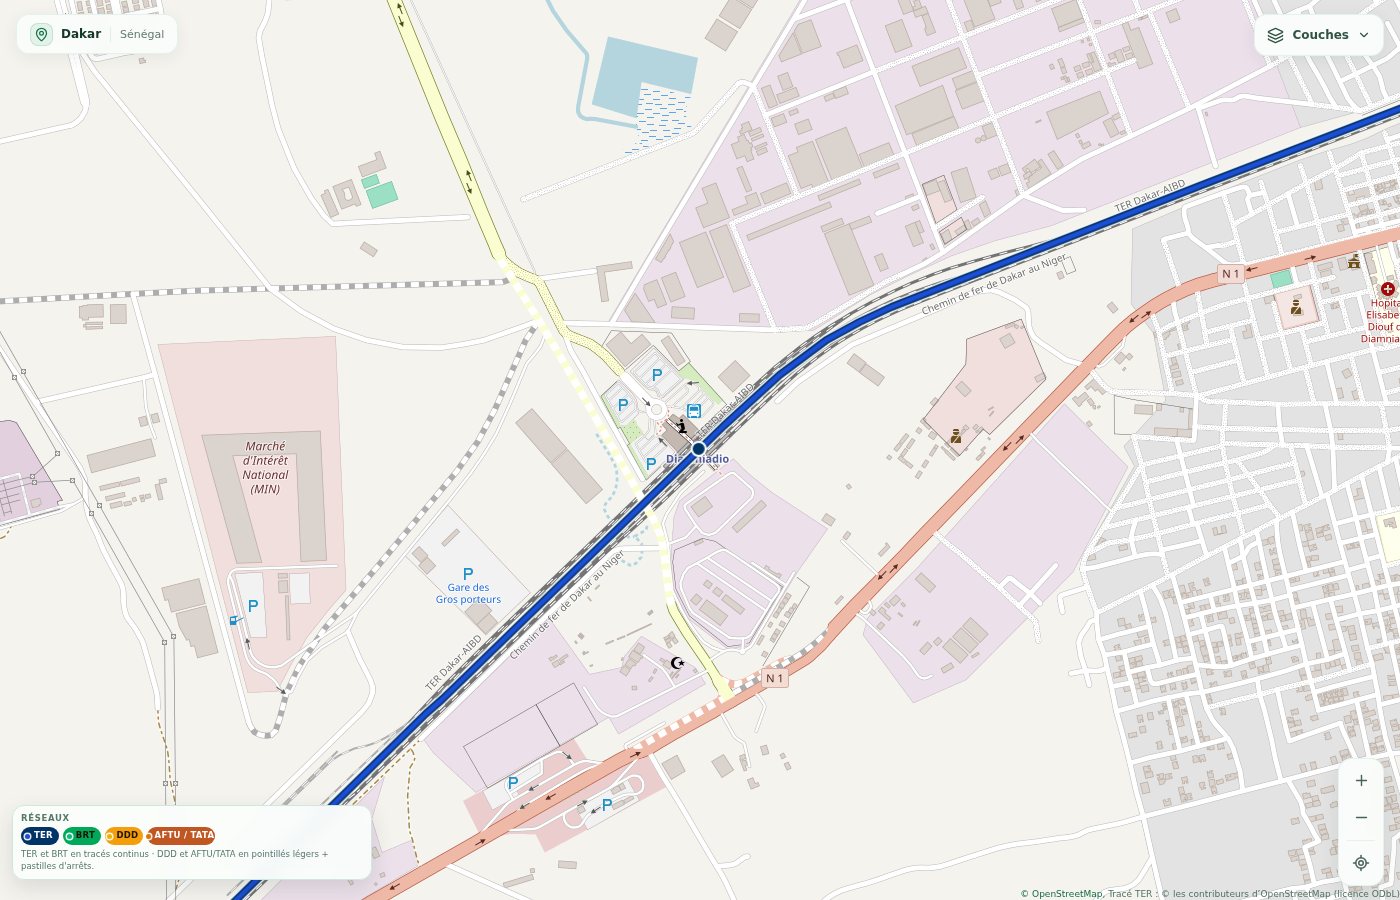 Dakar
Sénégal
Couches
TER Dakar-AIBD
Chemin de fer de Dakar au Niger
N 1
Hopita
Elisabe
Diouf d
Diamnia
P
P
P
TER Dakar-AIBD
Diamniadio
Marché
d'Intérêt
National
(MIN)
P
Gare des
Gros porteurs
P
Chemin de fer de Dakar au Niger
TER Dakar-AIBD
N 1
P
P
RÉSEAUX
TER
BRT
DDD
AFTU / TATA
TER et BRT en tracés continus · DDD et AFTU/TATA en pointillés légers +
pastilles d'arrêts.
© OpenStreetMap, Tracé TER : © les contributeurs d'OpenStreetMap (licence ODbL)